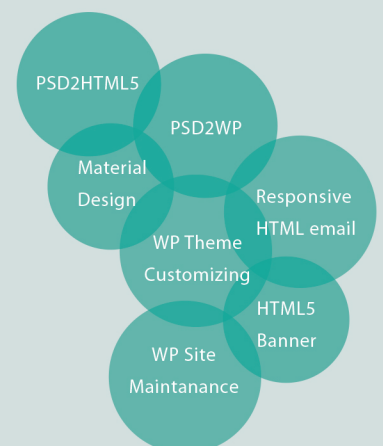 PSD2HTML5
PSD2WP
Material
Design
Responsive
HTML email
WP Theme
Customizing
HTML5
Banner
WP Site
Maintanance